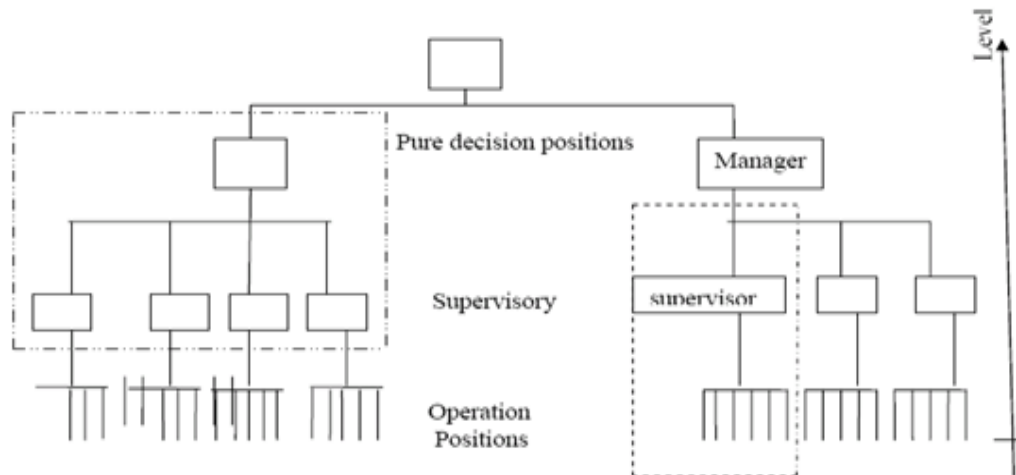 Level
Pure decision positions
Manager
Supervisory
supervisor
Operation
Positions